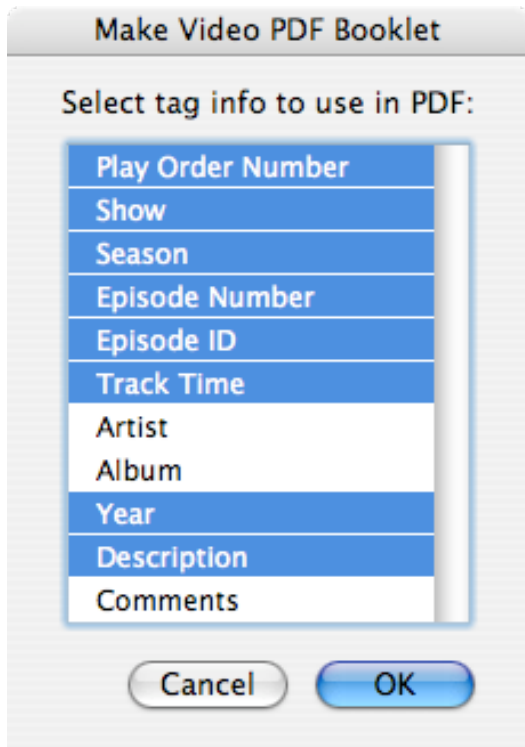 Make Video PDF Booklet
Select tag info to use in PDF:
Play Order Number
Show
Season
Episode Number
Episode ID
Track Time
Artist
Album
Year
Description
Comments
Cancel OK